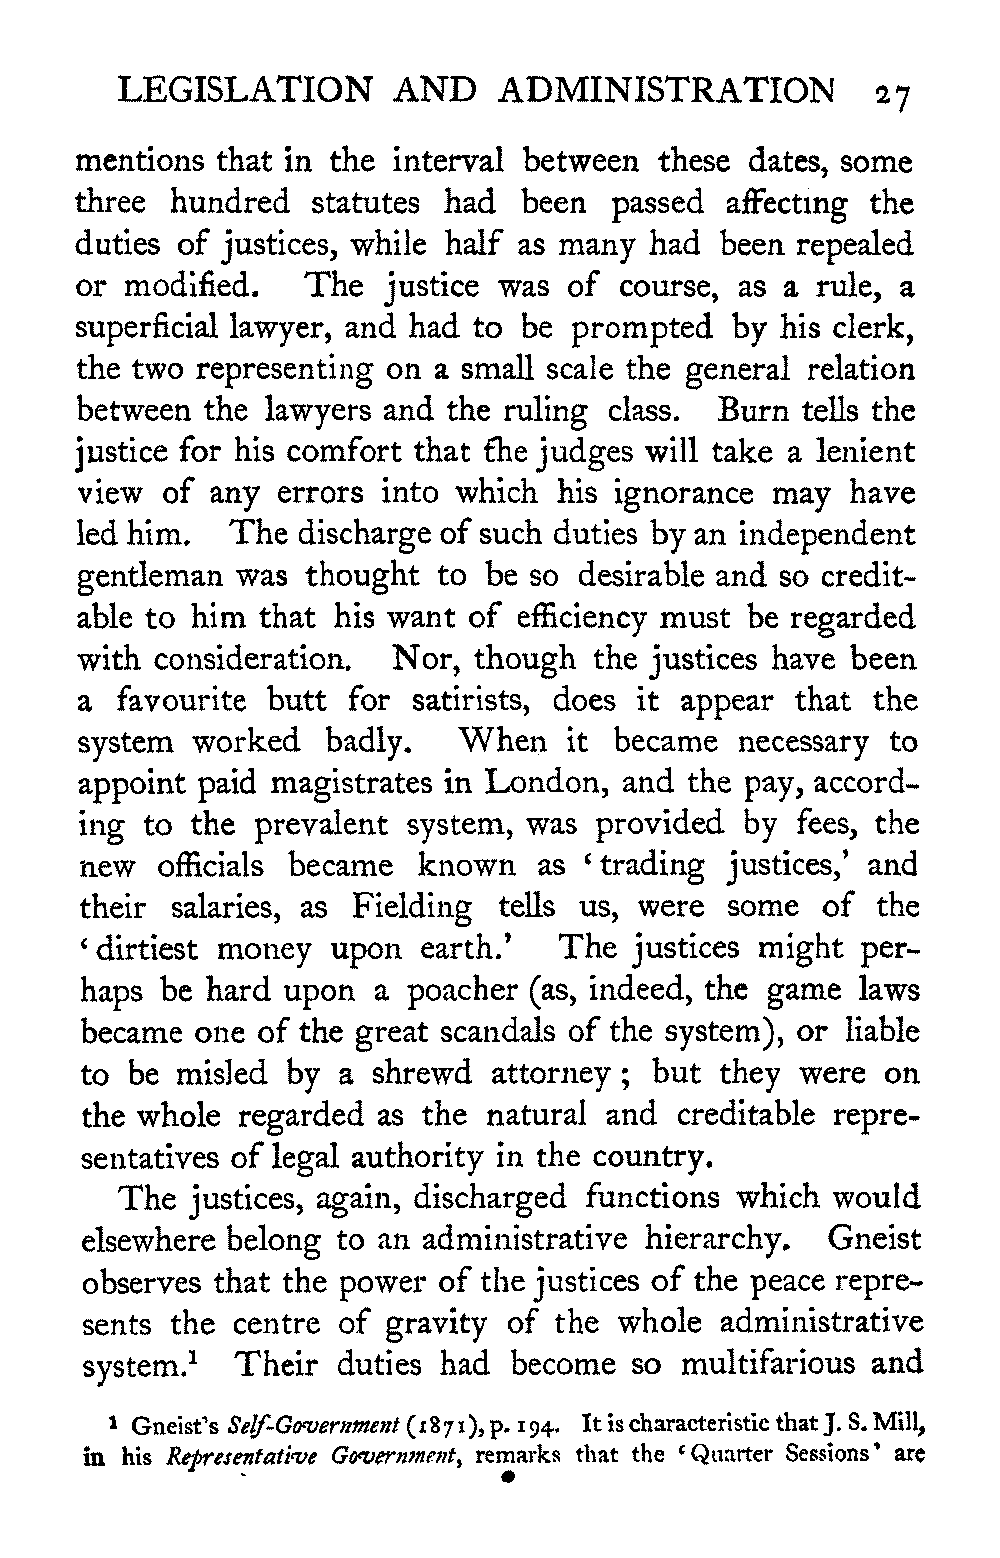 LEGISLATION AND ADMINISTRATION 27
mentions that in the interval between these dates, some
three hundred statutes had been passed affecting the
duties of justices, while half as many had been repealed
or modified. The justice was of course, as a rule, a
superficial lawyer, and had to be prompted by his clerk,
the two representing on a small scale the general relation
between the lawyers and the ruling class. Burn tells the
justice for his comfort that the judges will take a lenient
view of any errors into which his ignorance may have
led him. The discharge of such duties by an independent
gentleman was thought to be so desirable and so credit-
able to him that his want of efficiency must be regarded
with consideration. Nor, though the justices have been
a favourite butt for satirists, does it appear that the
system worked badly. When it became necessary to
appoint paid magistrates in London, and the pay, accord-
ing to the prevalent system, was provided by fees, the
new officials became known as ‘trading justices,’ and
their salaries, as Fielding tells us, were some of the
‘dirtiest money upon earth.’ The justices might per-
haps be hard upon a poacher (as, indeed, the game laws
became one of the great scandals of the system), or liable
to be misled by a shrewd attorney; but they were on
the whole regarded as the natural and creditable repre-
sentatives of legal authority in the country.
The justices, again, discharged functions which would
elsewhere belong to an administrative hierarchy. Gneist
observes that the power of the justices of the peace repre-
sents the centre of gravity of the whole administrative
system.¹ Their duties had become so multifarious and
¹ Gneist's Self-Government (1871), p. 194. It is characteristic that J. S. Mill,
in his Representative Government, remarks that the ‘Quarter Sessions’ are